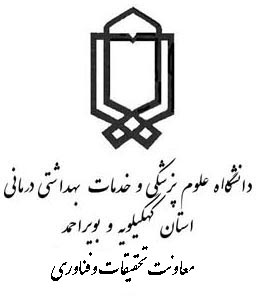 دانشگاه علوم پزشکی و خدمات بهداشتی درمانی
استان کهگیلویه و بویراحمد
معاونت تحقیقات و فناوری